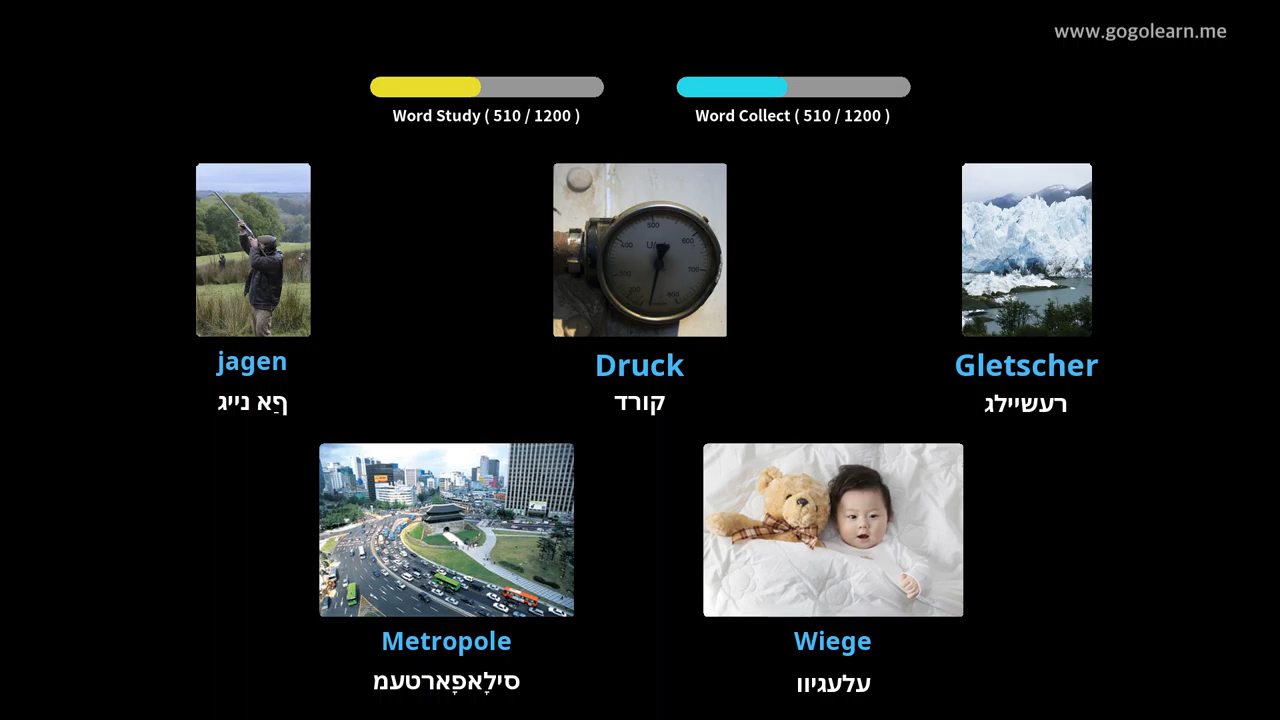 www.gogolearn.me
Word Study ( 510 / 1200 )
Word Collect ( 510 / 1200 )
jagen
ףַא נייג
Druck
קורד
Gletscher
רעשיילג
Metropole
סילָאפָארטעמ
Wiege
עלעגיוו